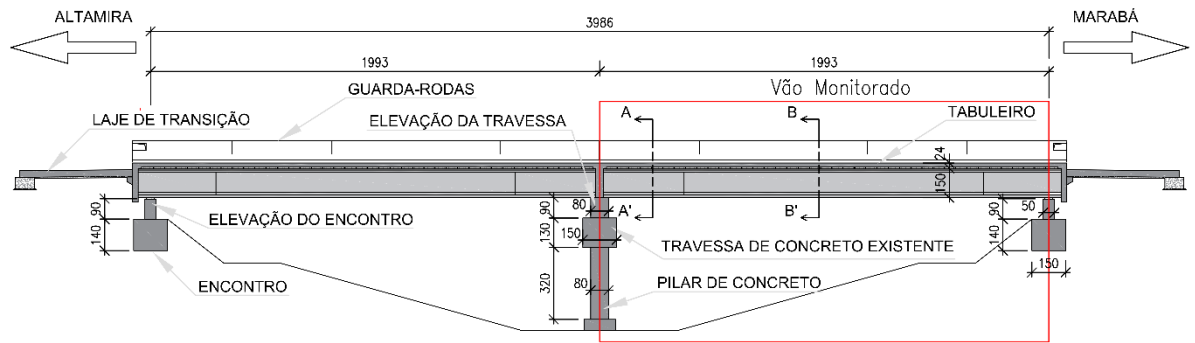 ALTAMIRA
MARABÁ
3986
1993
1993
Vão Monitorado
GUARDA-RODAS
LAJE DE TRANSIÇÃO
ELEVAÇÃO DA TRAVESSA
A
B
TABULEIRO
24
150
90
140
ELEVAÇÃO DO ENCONTRO
ENCONTRO
80
90
130
150
320
80
A'
B'
TRAVESSA DE CONCRETO EXISTENTE
PILAR DE CONCRETO
50
90
140
150